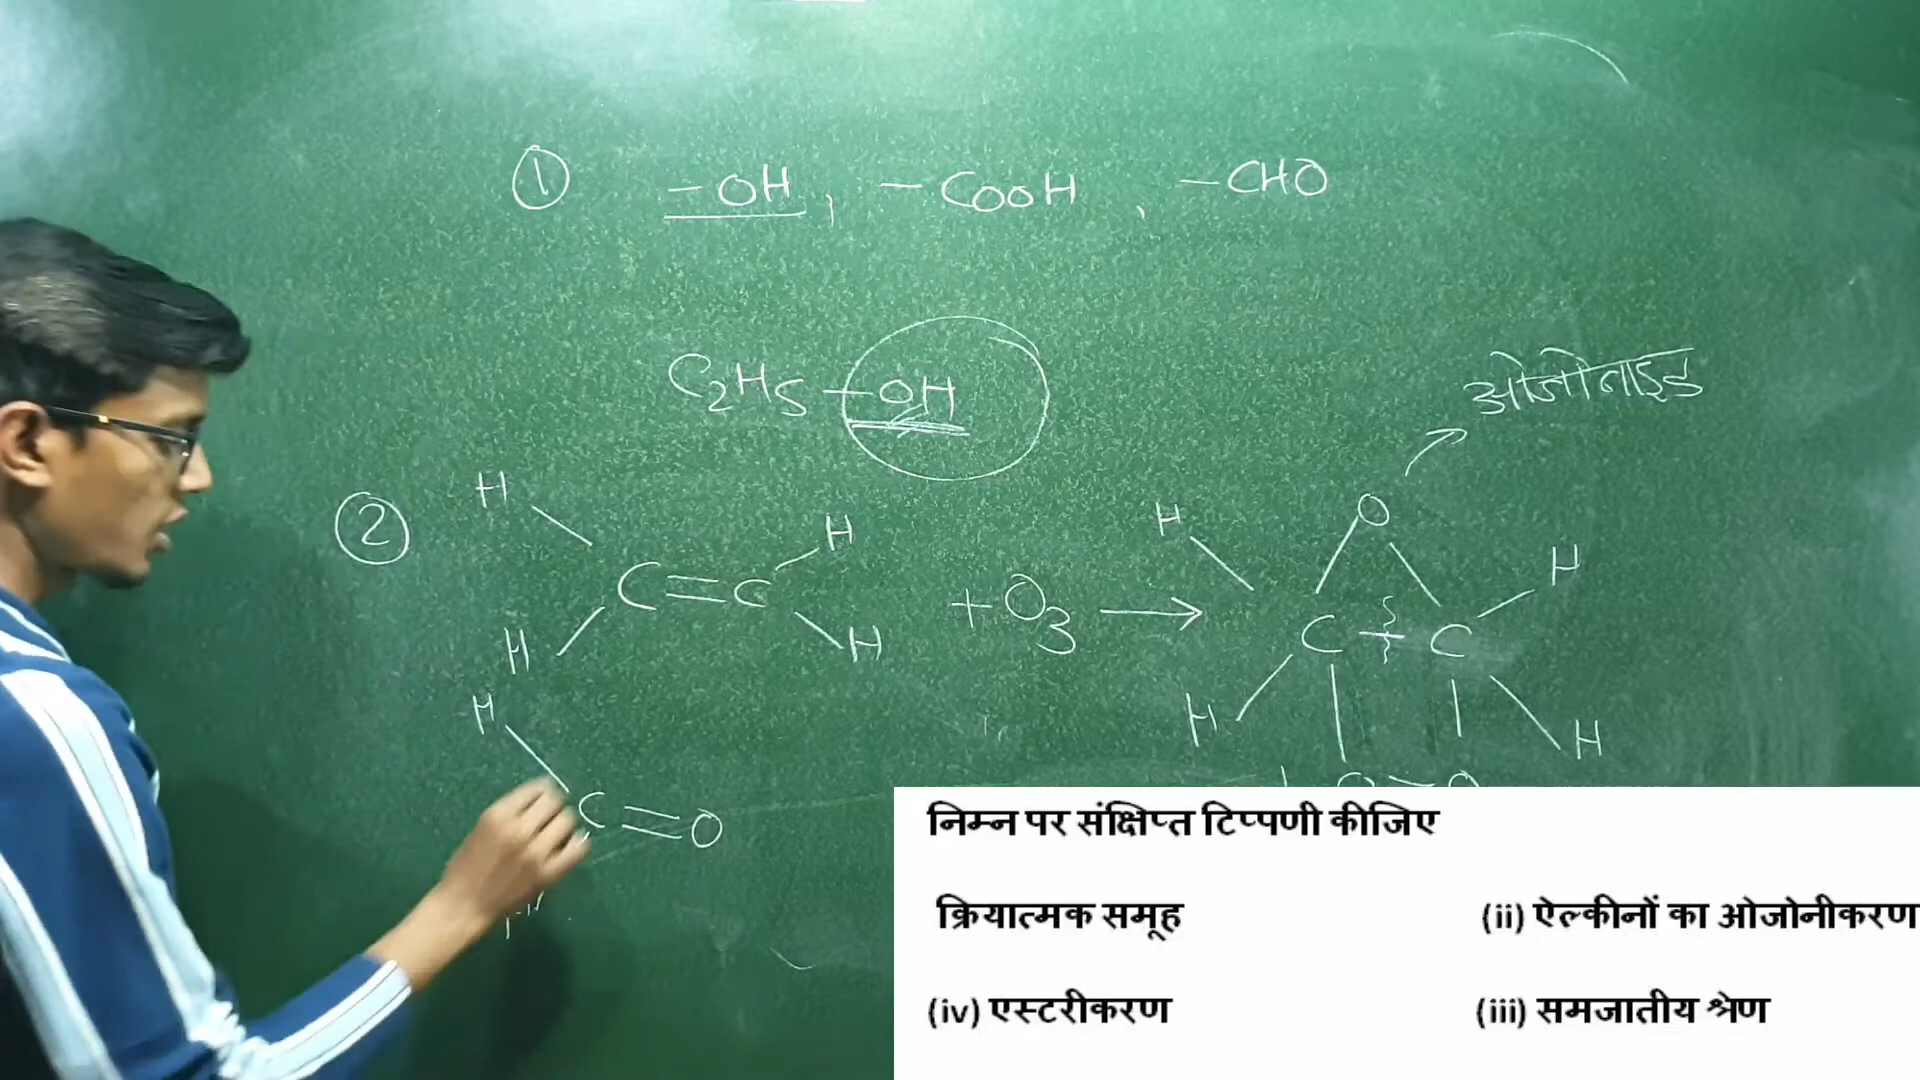 ① –OH, –COOH, –CHO
C₂H₅–OH
ओजोनाइड
② H H H O H
C=C + O₃ → C–C
H H H H
H
C=O
O–O
निम्न पर संक्षिप्त टिप्पणी कीजिए
क्रियात्मक समूह (ii) ऐल्कीनों का ओजोनीकरण
(iv) एस्टरीकरण (iii) समजातीय श्रेण